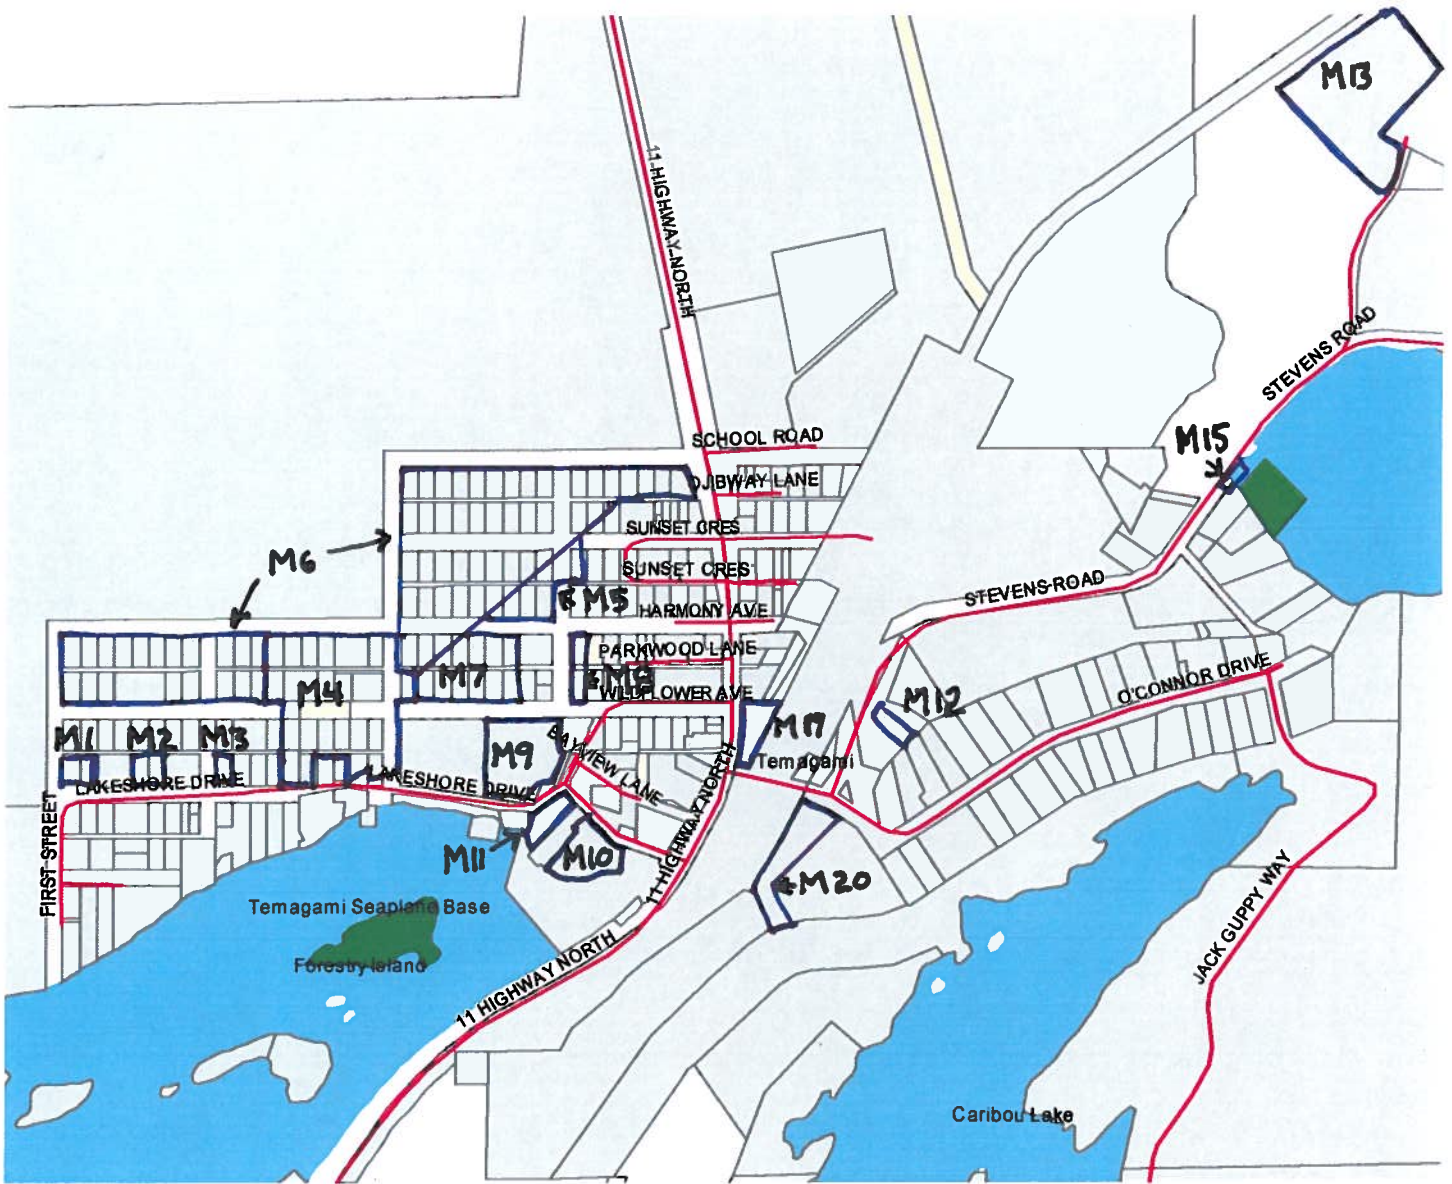 M13
11 HIGHWAY NORTH
STEVENS ROAD
SCHOOL ROAD
M15
OJIBWAY LANE
SUNSET CRES
M6
SUNSET CRES
STEVENS ROAD
M5
HARMONY AVE
PARKWOOD LANE
M7
M8
O'CONNOR DRIVE
M4
WILDFLOWER AVE
M12
M17
M1
M2
M3
M9
BAYVIEW LANE
Temagami
LAKESHORE DRIVE
LAKESHORE DRIVE
11 HIGHWAY NORTH
FIRST STREET
M11
M10
M20
Temagami Seaplane Base
JACK GUPPY WAY
Forestry Island
11 HIGHWAY NORTH
Caribou Lake